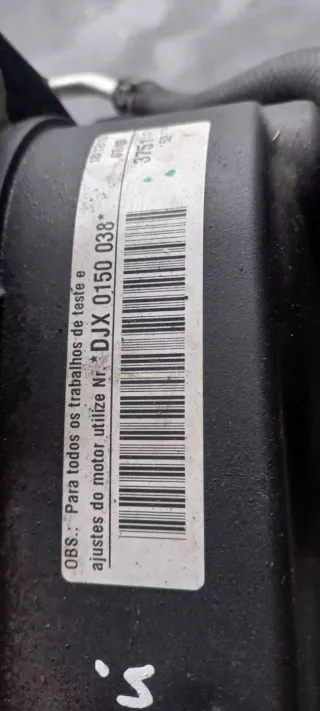 OBS.: Para todos os trabalhos de teste e
ajustes do motor utilize Nr. *DJX 0150 038*